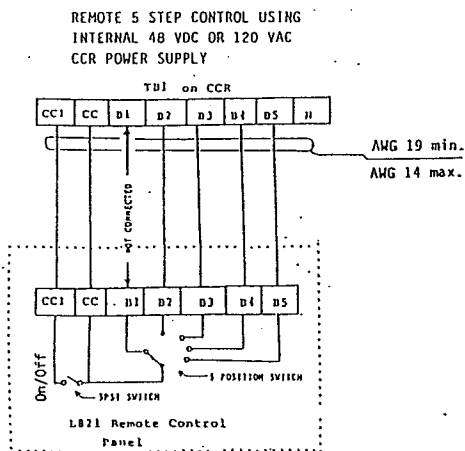 REMOTE 5 STEP CONTROL USING
INTERNAL 48 VDC OR 120 VAC
CCR POWER SUPPLY
TB1 on CCR
CC1 CC B1 B2 B3 B4 B5 N
AWG 19 min.
AWG 14 max.
NOT CONNECTED
CC1 CC B1 B2 B3 B4 B5
On/Off
SPST SWITCH
5 POSITION SWITCH
L821 Remote Control
Panel